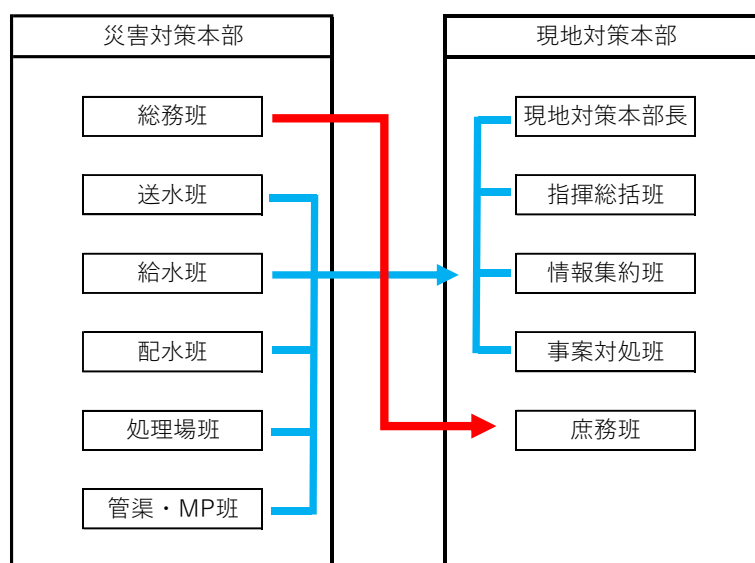 災害対策本部
総務班
送水班
給水班
配水班
処理場班
管渠・MP班
現地対策本部
現地対策本部長
指揮総括班
情報集約班
事案対処班
庶務班